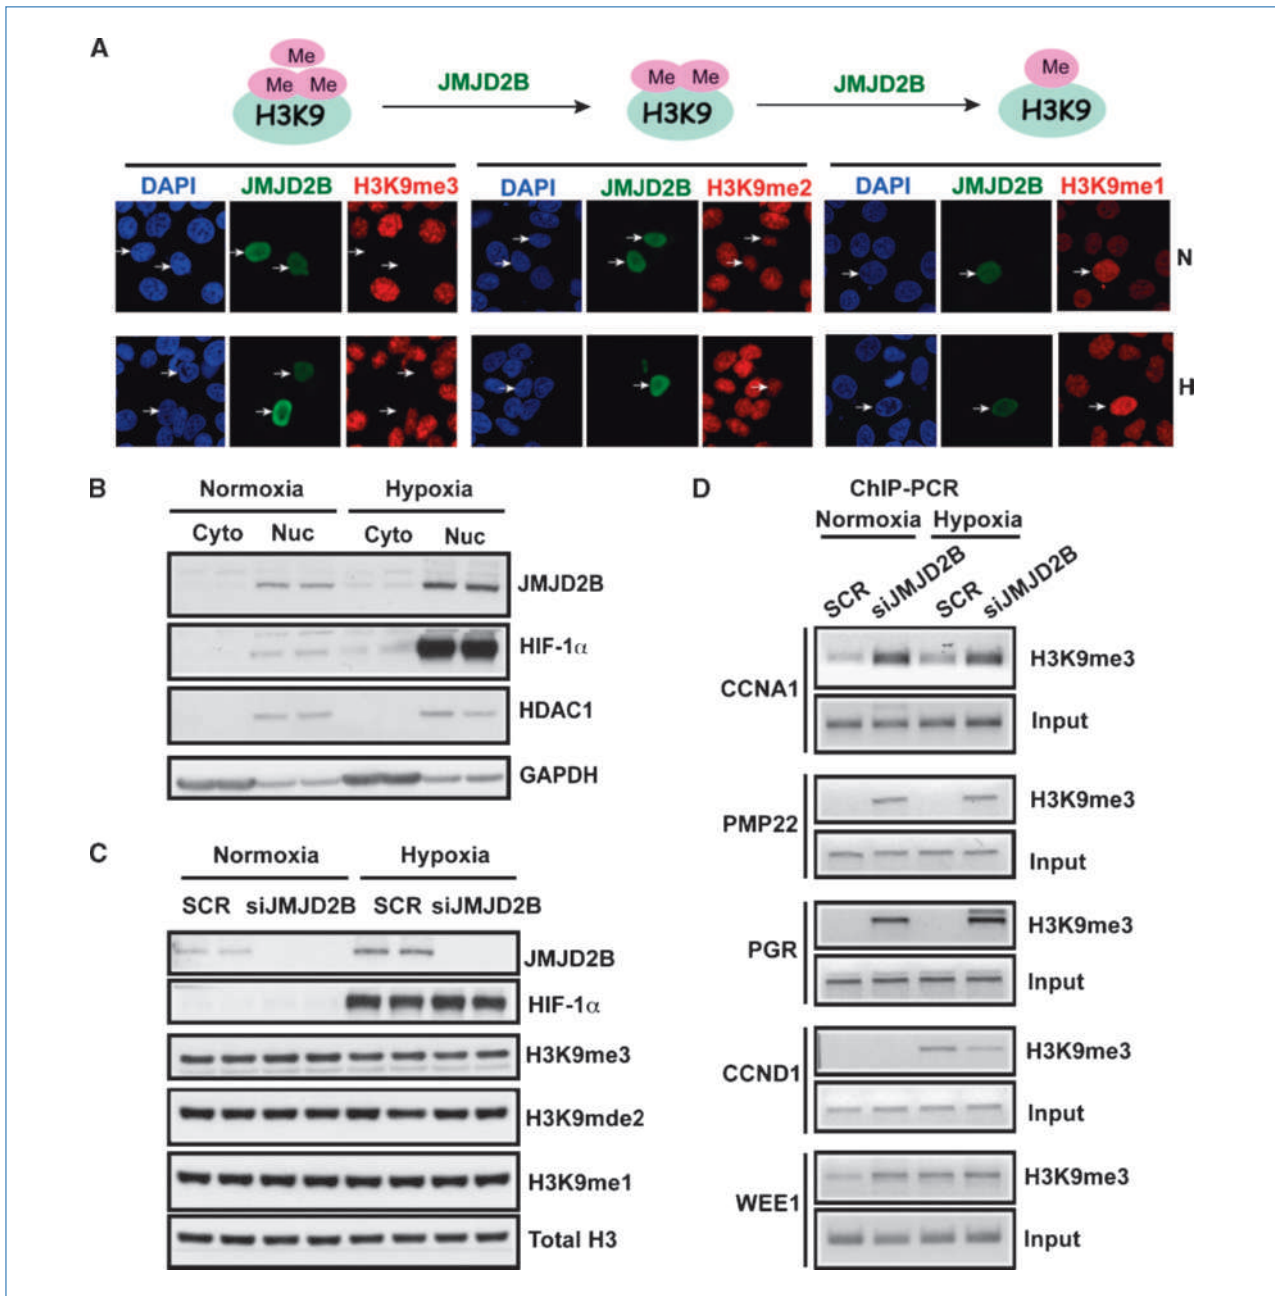 A
Me
Me Me
H3K9
JMJD2B
Me Me
H3K9
JMJD2B
Me
H3K9
DAPI JMJD2B H3K9me3 DAPI JMJD2B H3K9me2 DAPI JMJD2B H3K9me1
N
H
B
Normoxia Hypoxia
Cyto Nuc Cyto Nuc
JMJD2B
HIF-1α
HDAC1
GAPDH
C
Normoxia Hypoxia
SCR siJMJD2B SCR siJMJD2B
JMJD2B
HIF-1α
H3K9me3
H3K9mde2
H3K9me1
Total H3
D
ChIP-PCR
Normoxia Hypoxia
SCR siJMJD2B SCR siJMJD2B
CCNA1
H3K9me3
Input
PMP22
H3K9me3
Input
PGR
H3K9me3
Input
CCND1
H3K9me3
Input
WEE1
H3K9me3
Input